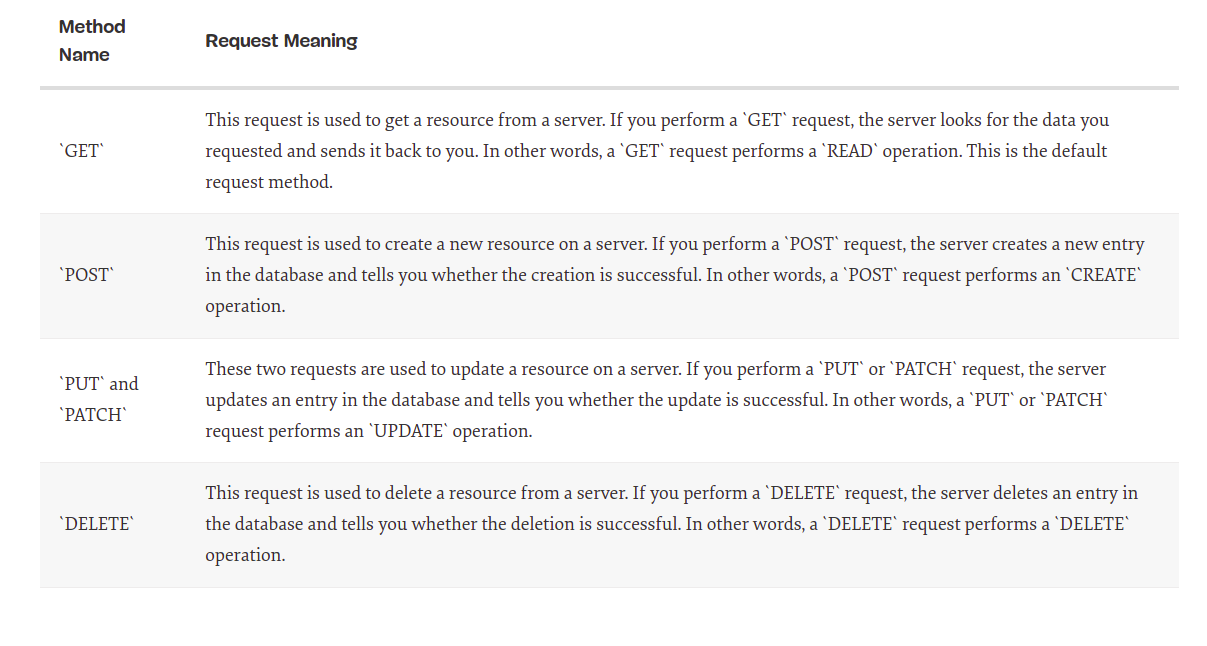 Method
Name
Request Meaning
`GET`
This request is used to get a resource from a server. If you perform a `GET` request, the server looks for the data you
requested and sends it back to you. In other words, a `GET` request performs a `READ` operation. This is the default
request method.
`POST`
This request is used to create a new resource on a server. If you perform a `POST` request, the server creates a new entry
in the database and tells you whether the creation is successful. In other words, a `POST` request performs an `CREATE`
operation.
`PUT` and
`PATCH`
These two requests are used to update a resource on a server. If you perform a `PUT` or `PATCH` request, the server
updates an entry in the database and tells you whether the update is successful. In other words, a `PUT` or `PATCH`
request performs an `UPDATE` operation.
`DELETE`
This request is used to delete a resource from a server. If you perform a `DELETE` request, the server deletes an entry in
the database and tells you whether the deletion is successful. In other words, a `DELETE` request performs a `DELETE`
operation.